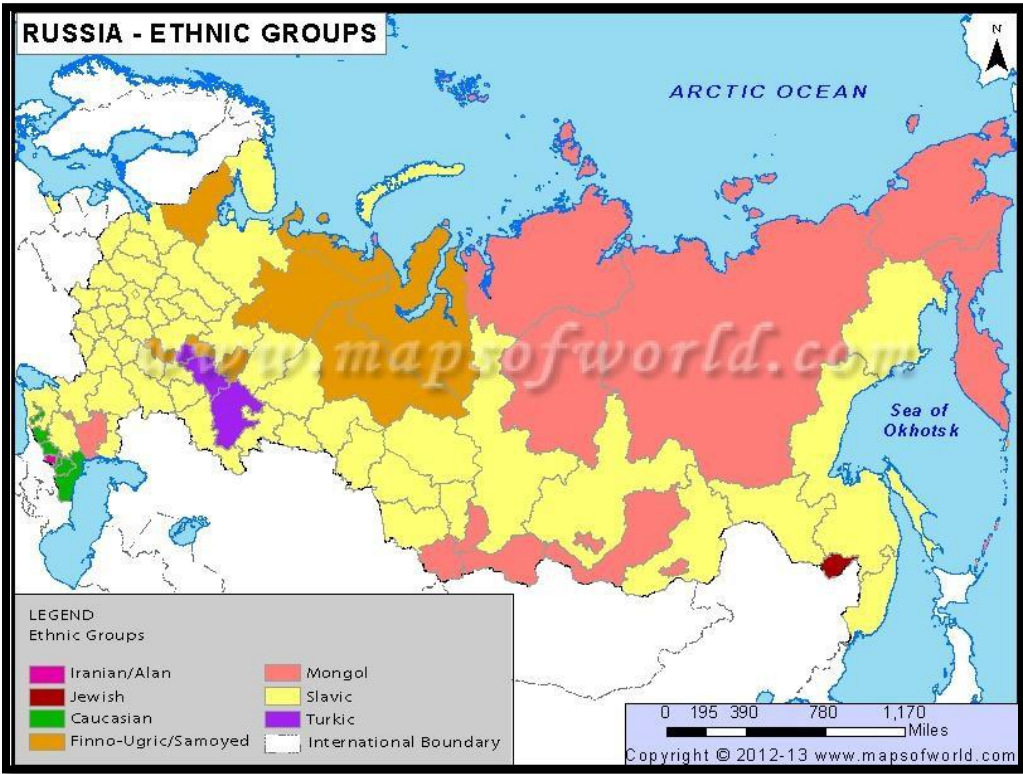 RUSSIA - ETHNIC GROUPS
N
ARCTIC OCEAN
www.mapsofworld.com
Sea of
Okhotsk
LEGEND
Ethnic Groups
Iranian/Alan
Jewish
Caucasian
Finno-Ugric/Samoyed
Mongol
Slavic
Turkic
International Boundary
0 195 390 780 1,170
Miles
Copyright © 2012-13 www.mapsofworld.com